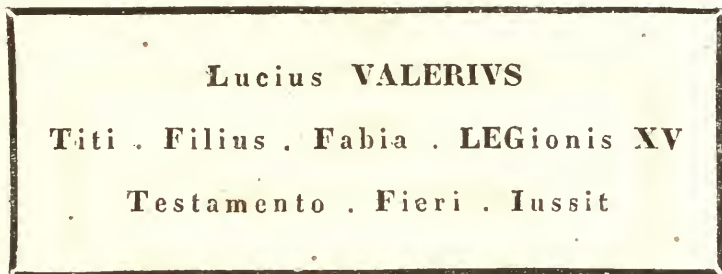 Lucius VALERIVS
Titi . Filius . Fabia . LEGionis XV
Testamento . Fieri . Iussit